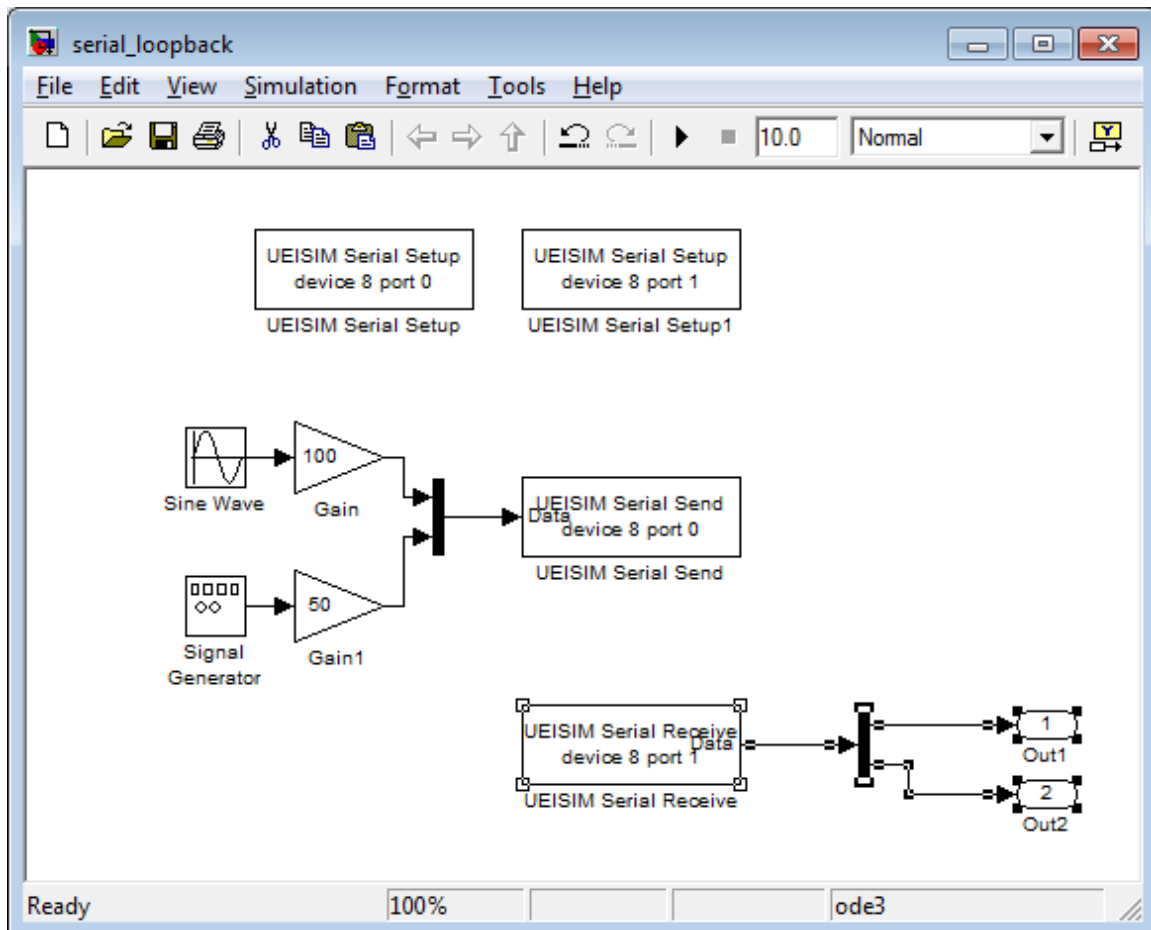 serial_loopback
File Edit View Simulation Format Tools Help
10.0 Normal
UEISIM Serial Setup
device 8 port 0
UEISIM Serial Setup
UEISIM Serial Setup
device 8 port 1
UEISIM Serial Setup1
Sine Wave
100
Gain
Signal
Generator
50
Gain1
UEISIM Serial Send
Data
device 8 port 0
UEISIM Serial Send
UEISIM Serial Receive
Data
device 8 port 1
UEISIM Serial Receive
1
Out1
2
Out2
Ready 100% ode3